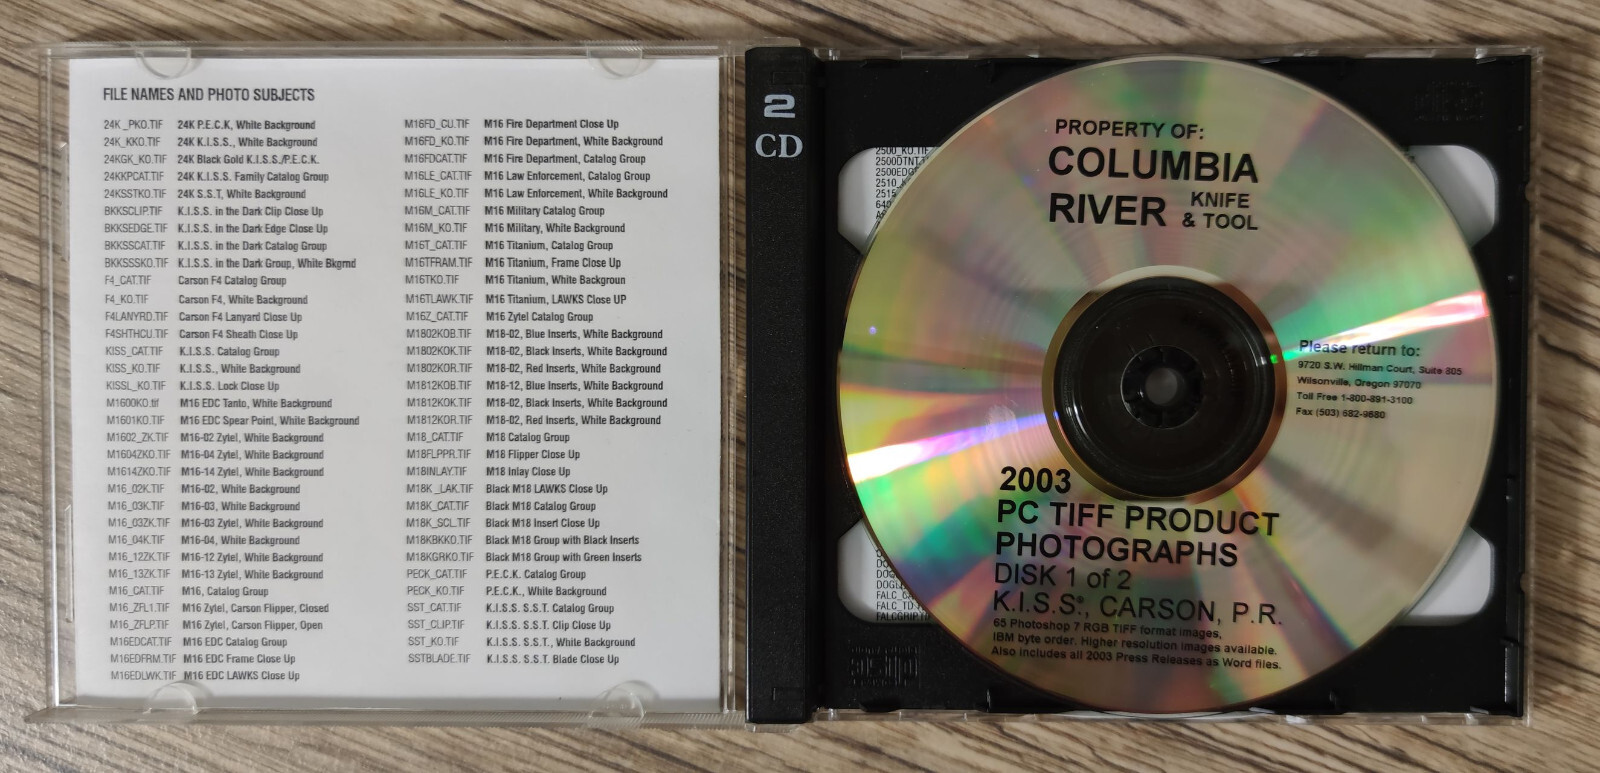 FILE NAMES AND PHOTO SUBJECTS
24K_PKO.TIF 24K P.E.C.K, White Background
24K_KKO.TIF 24K K.I.S.S., White Background
24KGK_KO.TIF 24K Black Gold K.I.S.S./P.E.C.K.
24KKPCAT.TIF 24K K.I.S.S. Family Catalog Group
24KSSTKO.TIF 24K S.S.T, White Background
BKKSCLIP.TIF K.I.S.S. in the Dark Clip Close Up
BKKSEDGE.TIF K.I.S.S. in the Dark Edge Close Up
BKKSSCAT.TIF K.I.S.S. in the Dark Catalog Group
BKKSSSKO.TIF K.I.S.S. in the Dark Group, White Bkgrnd
F4_CAT.TIF Carson F4 Catalog Group
F4_KO.TIF Carson F4, White Background
F4LANYRD.TIF Carson F4 Lanyard Close Up
F4SHTHCU.TIF Carson F4 Sheath Close Up
KISS_CAT.TIF K.I.S.S. Catalog Group
KISS_KO.TIF K.I.S.S., White Background
KISSL_KO.TIF K.I.S.S. Lock Close Up
M1600KO.tif M16 EDC Tanto, White Background
M1601KO.TIF M16 EDC Spear Point, White Background
M1602_ZK.TIF M16-02 Zytel, White Background
M1604ZKO.TIF M16-04 Zytel, White Background
M1614ZKO.TIF M16-14 Zytel, White Background
M16_02K.TIF M16-02, White Background
M16_03K.TIF M16-03, White Background
M16_03ZK.TIF M16-03 Zytel, White Background
M16_04K.TIF M16-04, White Background
M16_12ZK.TIF M16-12 Zytel, White Background
M16_13ZK.TIF M16-13 Zytel, White Background
M16_CAT.TIF M16, Catalog Group
M16_ZFL1.TIF M16 Zytel, Carson Flipper, Closed
M16_ZFLP.TIF M16 Zytel, Carson Flipper, Open
M16EDCAT.TIF M16 EDC Catalog Group
M16EDFRM.TIF M16 EDC Frame Close Up
M16EDLWK.TIF M16 EDC LAWKS Close Up
M16FD_CU.TIF M16 Fire Department Close Up
M16FD_KO.TIF M16 Fire Department, White Background
M16FDCAT.TIF M16 Fire Department, Catalog Group
M16LE_CAT.TIF M16 Law Enforcement, Catalog Group
M16LE_KO.TIF M16 Law Enforcement, White Background
M16M_CAT.TIF M16 Military Catalog Group
M16M_KO.TIF M16 Military, White Background
M16T_CAT.TIF M16 Titanium, Catalog Group
M16TFRAM.TIF M16 Titanium, Frame Close Up
M16TKO.TIF M16 Titanium, White Backgroun
M16TLAWK.TIF M16 Titanium, LAWKS Close UP
M16Z_CAT.TIF M16 Zytel Catalog Group
M1802KOB.TIF M18-02, Blue Inserts, White Background
M1802KOK.TIF M18-02, Black Inserts, White Background
M1802KOR.TIF M18-02, Red Inserts, White Background
M1812KOB.TIF M18-12, Blue Inserts, White Background
M1812KOK.TIF M18-02, Black Inserts, White Background
M1812KOR.TIF M18-02, Red Inserts, White Background
M18_CAT.TIF M18 Catalog Group
M18FLPPR.TIF M18 Flipper Close Up
M18INLAY.TIF M18 Inlay Close Up
M18K_LAK.TIF Black M18 LAWKS Close Up
M18K_CAT.TIF Black M18 Catalog Group
M18K_SCL.TIF Black M18 Insert Close Up
M18KBKKO.TIF Black M18 Group with Black Inserts
M18KGRKO.TIF Black M18 Group with Green Inserts
PECK_CAT.TIF P.E.C.K. Catalog Group
PECK_KO.TIF P.E.C.K., White Background
SST_CAT.TIF K.I.S.S. S.S.T. Catalog Group
SST_CLIP.TIF K.I.S.S. S.S.T. Clip Close Up
SST_KO.TIF K.I.S.S. S.S.T., White Background
SSTBLADE.TIF K.I.S.S. S.S.T. Blade Close Up
2
CD
2500_KO.TIF
2500DTNT
2500EDG
2510
2515
PROPERTY OF:
COLUMBIA
RIVER KNIFE
& TOOL
Please return to:
9720 S.W. Hillman Court, Suite 805
Wilsonville, Oregon 97070
Toll Free 1-800-891-3100
Fax (503) 682-9680
2003
PC TIFF PRODUCT
PHOTOGRAPHS
DISK 1 of 2
K.I.S.S®, CARSON, P.R.
65 Photoshop 7 RGB TIFF format images,
IBM byte order. Higher resolution images available.
Also includes all 2003 Press Releases as Word files.
FALC_TD
FALCGRIP.TIF